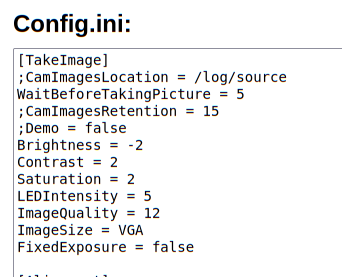 Config.ini:
[TakeImage]
;CamImagesLocation = /log/source
WaitBeforeTakingPicture = 5
;CamImagesRetention = 15
;Demo = false
Brightness = -2
Contrast = 2
Saturation = 2
LEDIntensity = 5
ImageQuality = 12
ImageSize = VGA
FixedExposure = false